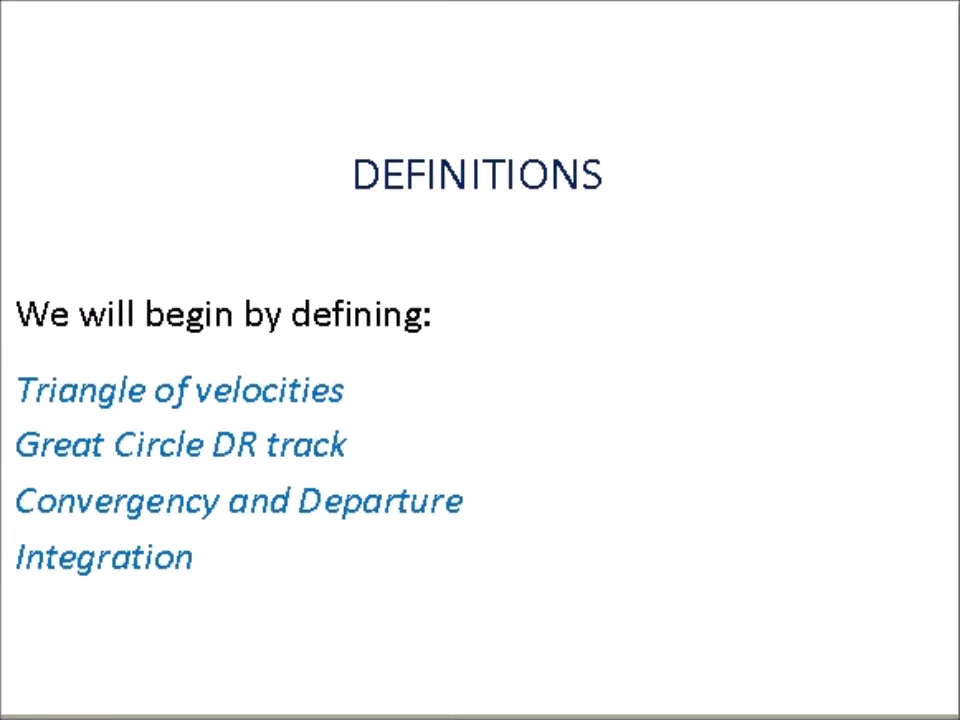 DEFINITIONS
We will begin by defining:
Triangle of velocities
Great Circle DR track
Convergency and Departure
Integration